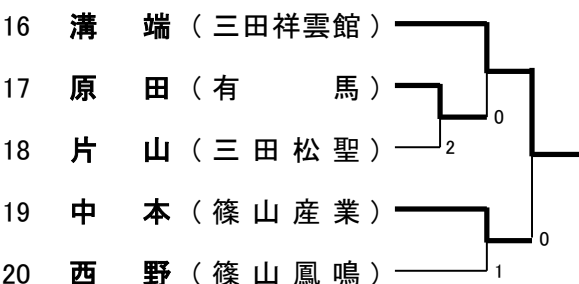 16 溝 端 ( 三田祥雲館 )
17 原 田 ( 有 馬 ) 0
18 片 山 ( 三 田 松 聖 ) 2
19 中 本 ( 篠 山 産 業 ) 0
20 西 野 ( 篠 山 鳳 鳴 ) 1